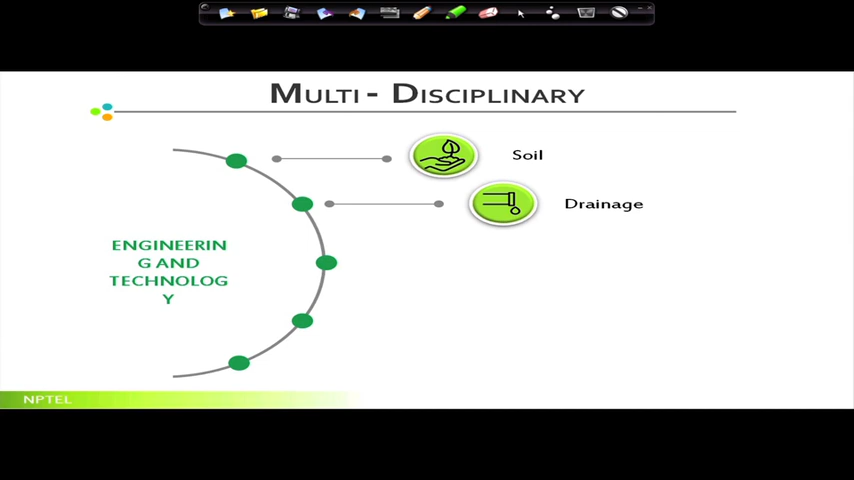 MULTI - DISCIPLINARY
Soil
Drainage
ENGINEERIN
G AND
TECHNOLOG
Y
NPTEL